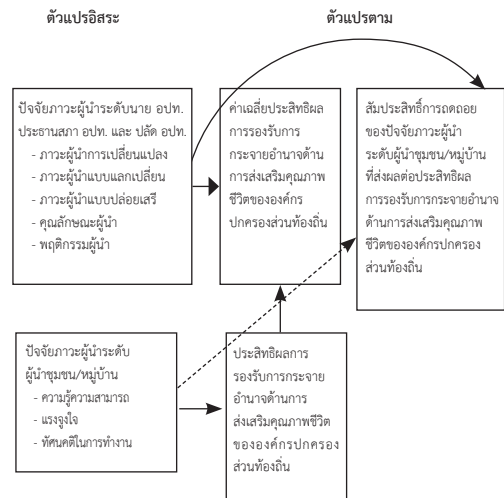 ตัวแปรอิสระ
ตัวแปรตาม
ปัจจัยภาวะผู้นำระดับนาย อปท.
ประธานสภา อปท. และ ปลัด อปท.
- ภาวะผู้นำการเปลี่ยนแปลง
- ภาวะผู้นำแบบแลกเปลี่ยน
- ภาวะผู้นำแบบปล่อยเสรี
- คุณลักษณะผู้นำ
- พฤติกรรมผู้นำ
ค่าเฉลี่ยประสิทธิผล
การรองรับการ
กระจายอำนาจด้าน
การส่งเสริมคุณภาพ
ชีวิตขององค์กร
ปกครองส่วนท้องถิ่น
สัมประสิทธิ์การถดถอย
ของปัจจัยภาวะผู้นำ
ระดับผู้นำชุมชน/หมู่บ้าน
ที่ส่งผลต่อประสิทธิผล
การรองรับการกระจายอำนาจ
ด้านการส่งเสริมคุณภาพ
ชีวิตขององค์กรปกครอง
ส่วนท้องถิ่น
ปัจจัยภาวะผู้นำระดับ
ผู้นำชุมชน/หมู่บ้าน
- ความรู้ความสามารถ
- แรงจูงใจ
- ทัศนคติในการทำงาน
ประสิทธิผลการ
รองรับการกระจาย
อำนาจด้านการ
ส่งเสริมคุณภาพชีวิต
ขององค์กรปกครอง
ส่วนท้องถิ่น